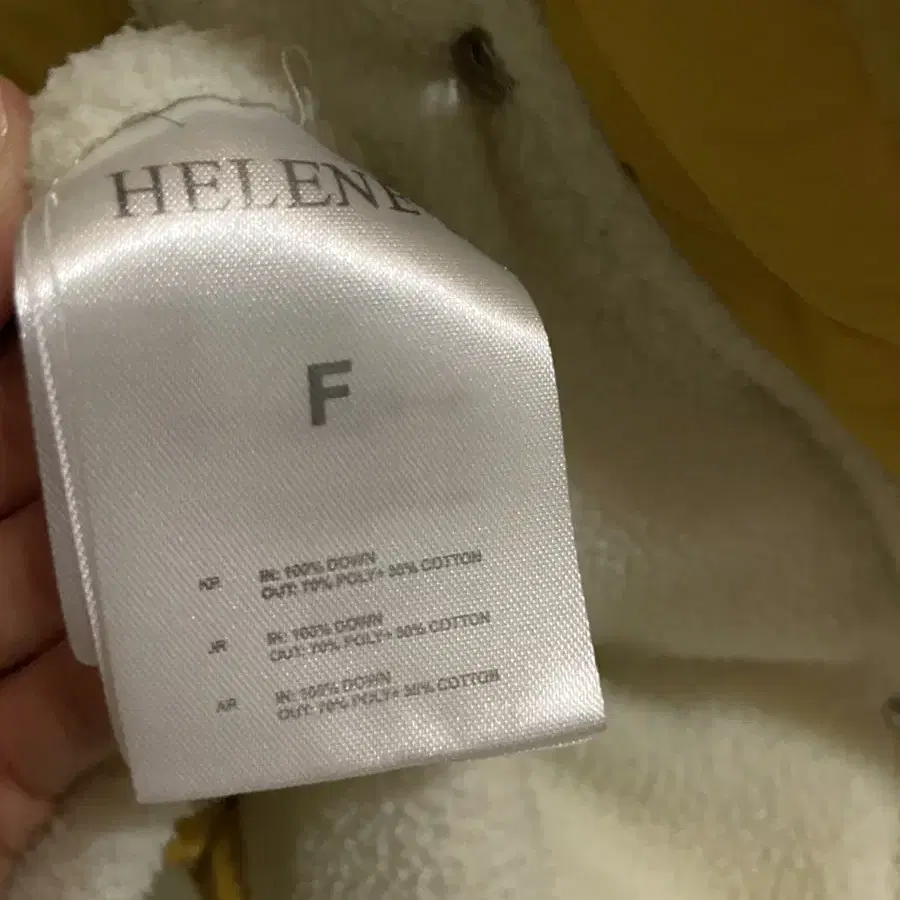 HELENE
F
KR
IN: 100% DOWN
OUT: 70% POLY+ 30% COTTON
JR
IN: 100% DOWN
OUT: 70% POLY+ 30% COTTON
AR
IN: 100% DOWN
OUT: 70% POLY+ 30% COTTON